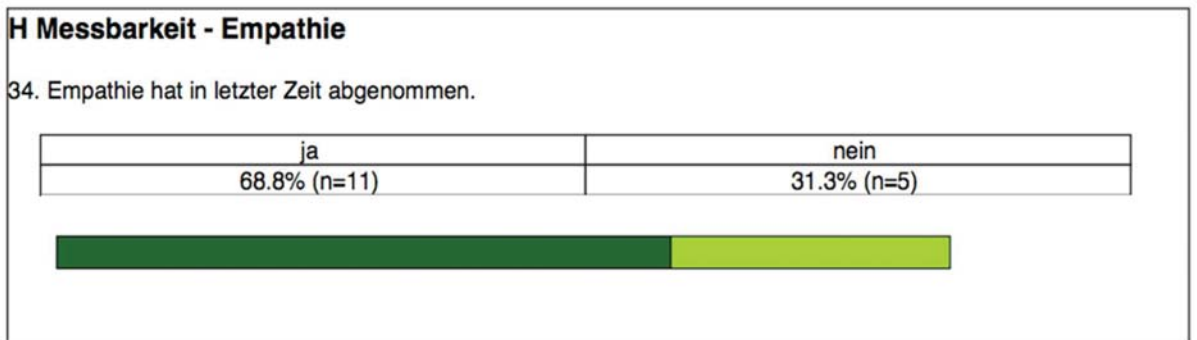 H Messbarkeit - Empathie
34. Empathie hat in letzter Zeit abgenommen.
ja nein
68.8% (n=11) 31.3% (n=5)